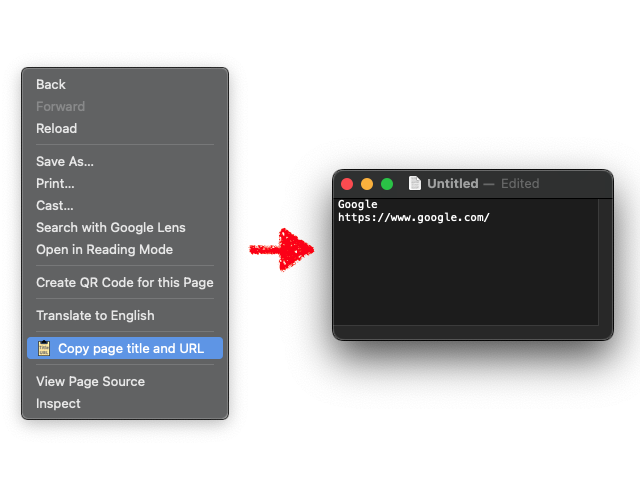 Back
Forward
Reload
Save As...
Print...
Cast...
Search with Google Lens
Open in Reading Mode
Create QR Code for this Page
Translate to English
Copy page title and URL
View Page Source
Inspect
Untitled — Edited
Google
https://www.google.com/